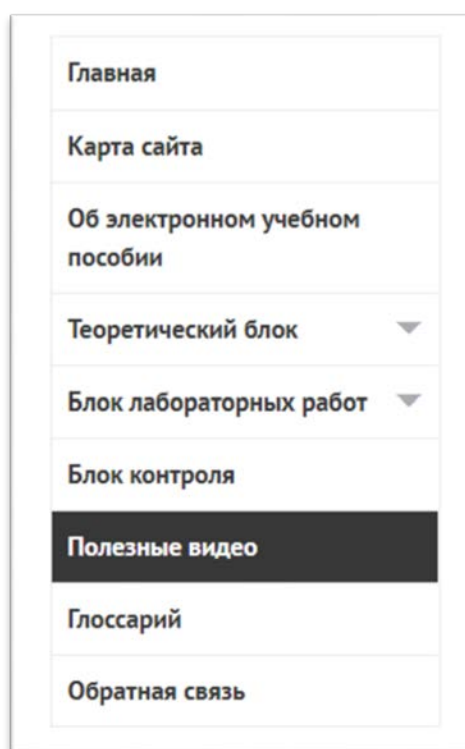 Главная
Карта сайта
Об электронном учебном
пособии
Теоретический блок
Блок лабораторных работ
Блок контроля
Полезные видео
Глоссарий
Обратная связь